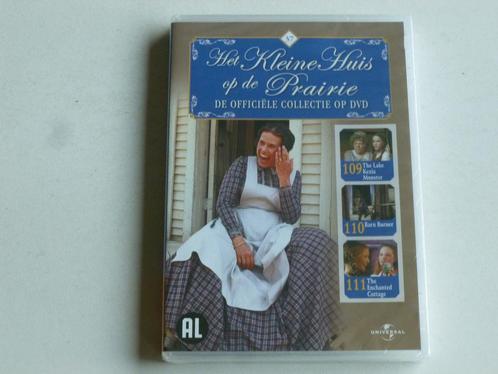 37
Het Kleine Huis
op de Prairie
DE OFFICIËLE COLLECTIE OP DVD
109 The Lake Kezia Monster
110 Barn Burner
111 The Enchanted Cottage
AL
UNIVERSAL